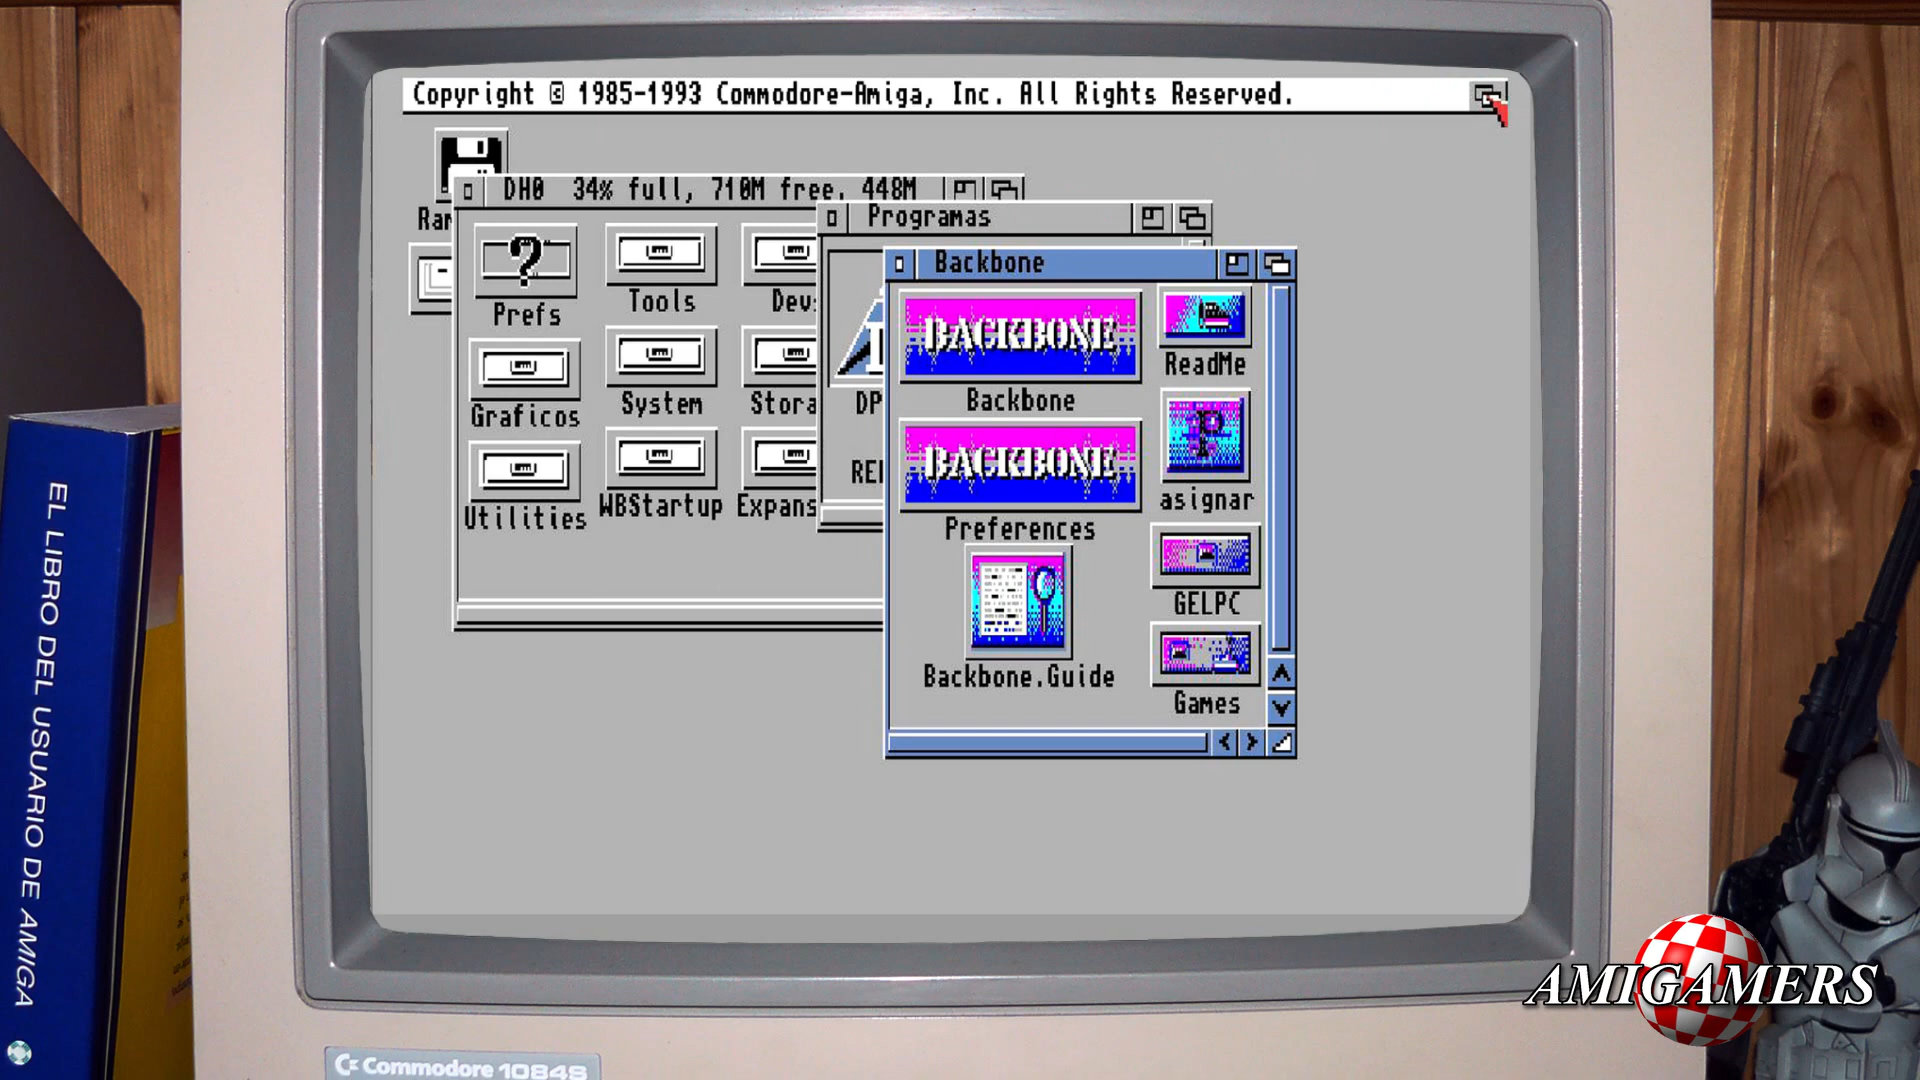 Copyright © 1985-1993 Commodore-Amiga, Inc. All Rights Reserved.
DH0 34% full, 710M free, 448M
Programas
Backbone
Prefs
Tools
Graficos
System
Utilities
WBStartup
BACKBONE
Backbone
BACKBONE
Preferences
Backbone.Guide
ReadMe
asignar
GELPC
Games
EL LIBRO DEL USUARIO DE AMIGA
Commodore 1084S
AMIGAMERS